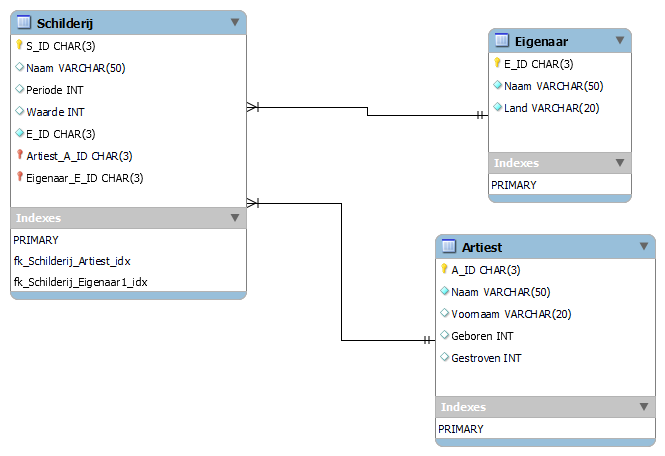 Schilderij
S_ID CHAR(3)
Naam VARCHAR(50)
Periode INT
Waarde INT
E_ID CHAR(3)
Artiest_A_ID CHAR(3)
Eigenaar_E_ID CHAR(3)
Indexes
PRIMARY
fk_Schilderij_Artiest_idx
fk_Schilderij_Eigenaar1_idx
Eigenaar
E_ID CHAR(3)
Naam VARCHAR(50)
Land VARCHAR(20)
Indexes
PRIMARY
Artiest
A_ID CHAR(3)
Naam VARCHAR(50)
Voornaam VARCHAR(20)
Geboren INT
Gestroven INT
Indexes
PRIMARY